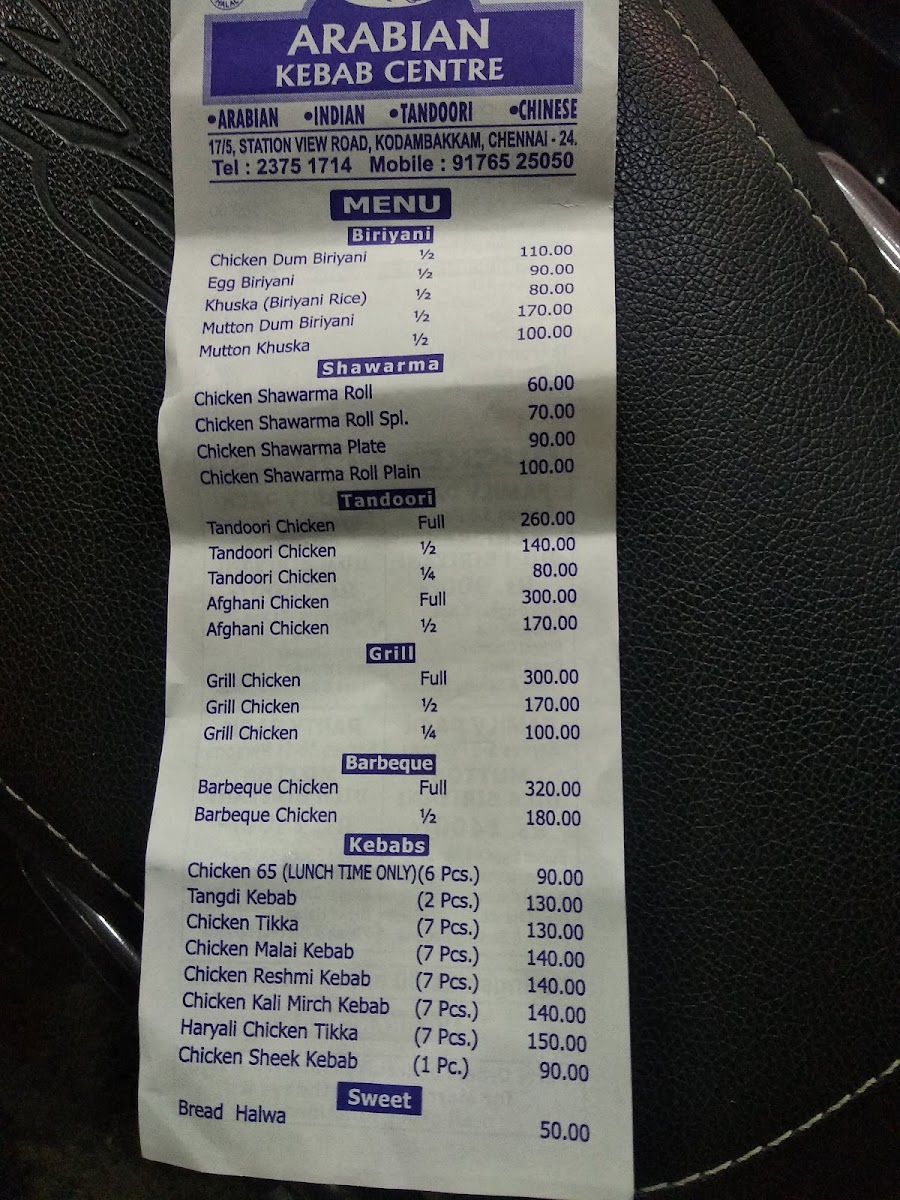 HALAL
ARABIAN
KEBAB CENTRE
•ARABIAN •INDIAN •TANDOORI •CHINESE
17/5, STATION VIEW ROAD, KODAMBAKKAM, CHENNAI - 24.
Tel : 2375 1714 Mobile : 91765 25050
MENU
Biriyani
Chicken Dum Biriyani ½ 110.00
Egg Biriyani ½ 90.00
Khuska (Biriyani Rice) ½ 80.00
Mutton Dum Biriyani ½ 170.00
Mutton Khuska ½ 100.00
Shawarma
Chicken Shawarma Roll 60.00
Chicken Shawarma Roll Spl. 70.00
Chicken Shawarma Plate 90.00
Chicken Shawarma Roll Plain 100.00
Tandoori
Tandoori Chicken Full 260.00
Tandoori Chicken ½ 140.00
Tandoori Chicken ¼ 80.00
Afghani Chicken Full 300.00
Afghani Chicken ½ 170.00
Grill
Grill Chicken Full 300.00
Grill Chicken ½ 170.00
Grill Chicken ¼ 100.00
Barbeque
Barbeque Chicken Full 320.00
Barbeque Chicken ½ 180.00
Kebabs
Chicken 65 (LUNCH TIME ONLY)(6 Pcs.) 90.00
Tangdi Kebab (2 Pcs.) 130.00
Chicken Tikka (7 Pcs.) 130.00
Chicken Malai Kebab (7 Pcs.) 140.00
Chicken Reshmi Kebab (7 Pcs.) 140.00
Chicken Kali Mirch Kebab (7 Pcs.) 140.00
Haryali Chicken Tikka (7 Pcs.) 150.00
Chicken Sheek Kebab (1 Pc.) 90.00
Sweet
Bread Halwa 50.00